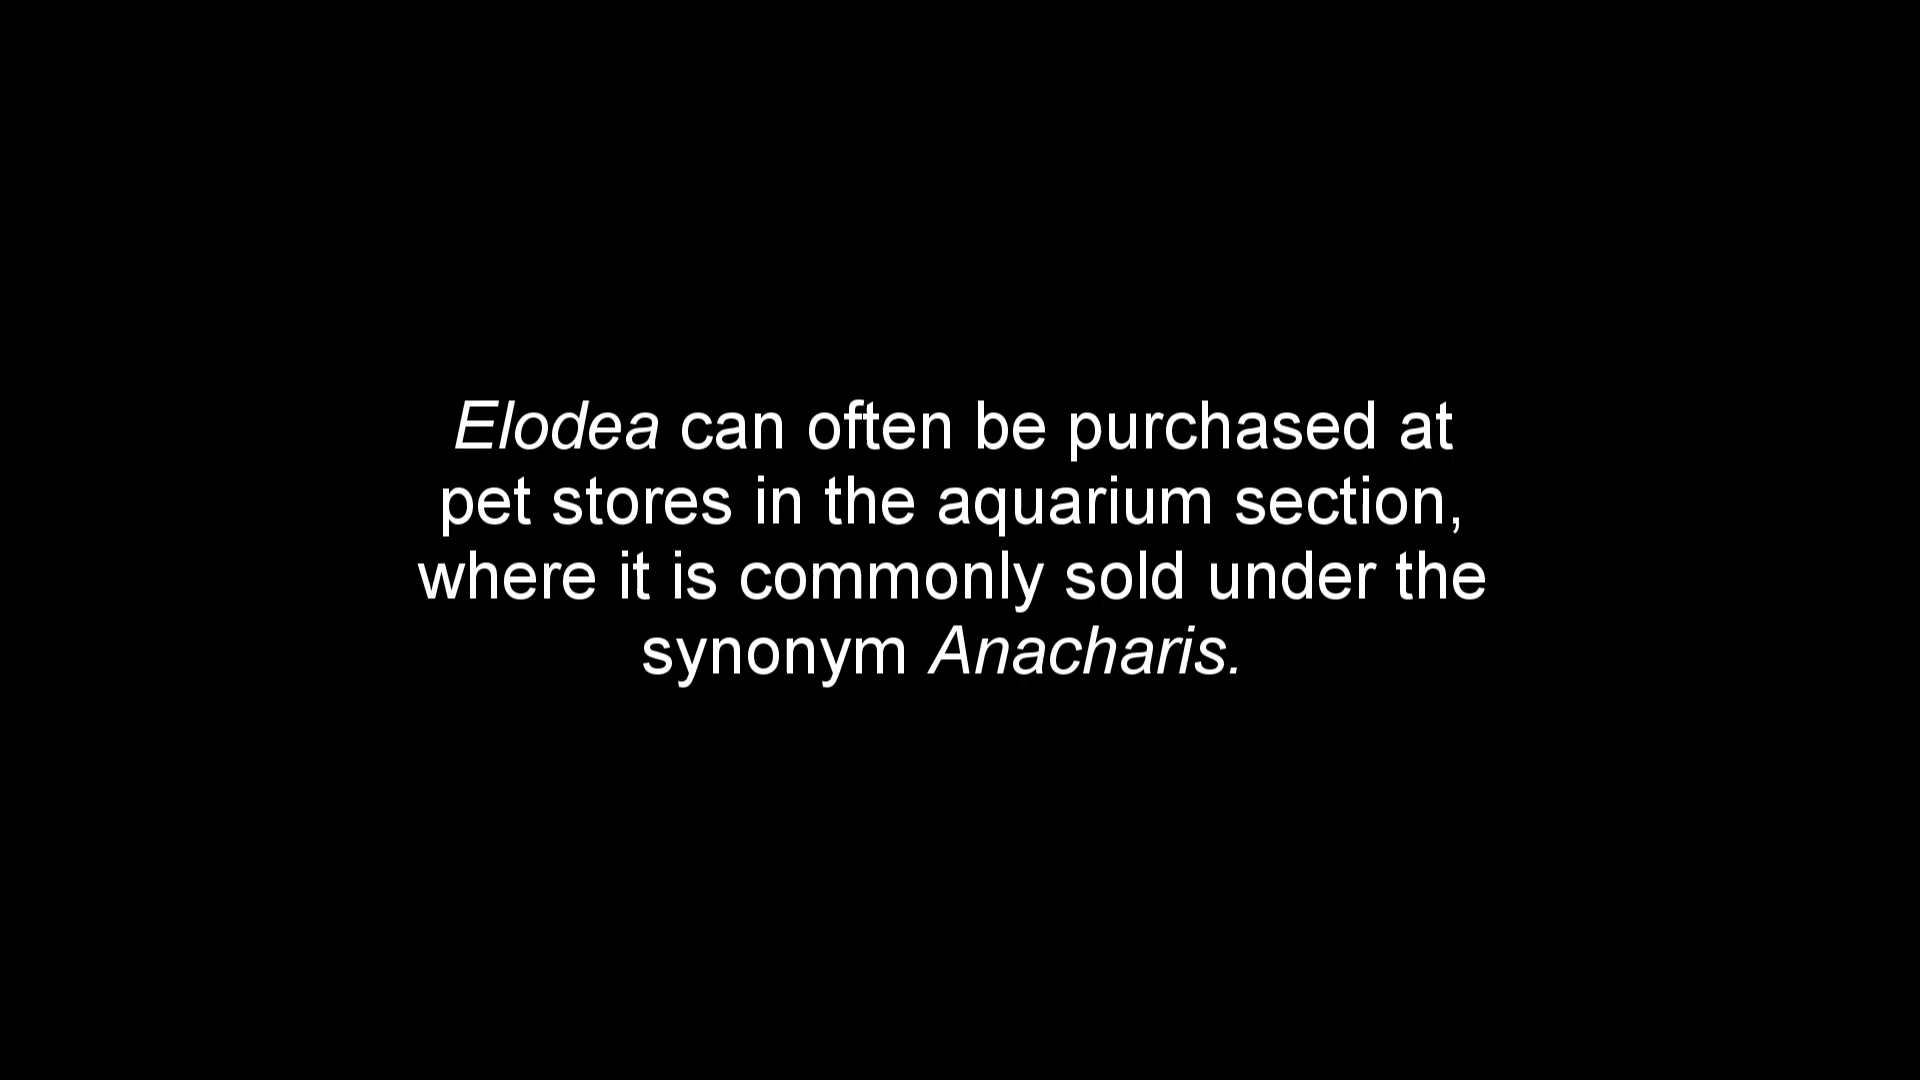 Elodea can often be purchased at
pet stores in the aquarium section,
where it is commonly sold under the
synonym Anacharis.